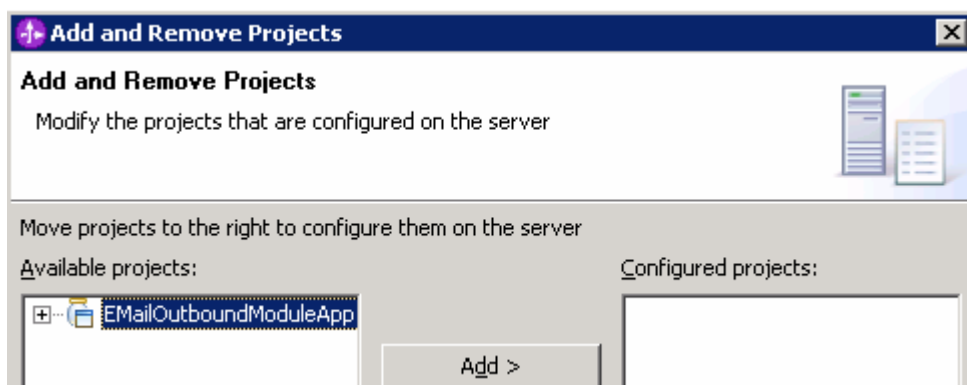 Add and Remove Projects
Add and Remove Projects
Modify the projects that are configured on the server
Move projects to the right to configure them on the server
Available projects:
Configured projects:
EMailOutboundModuleApp
Add >